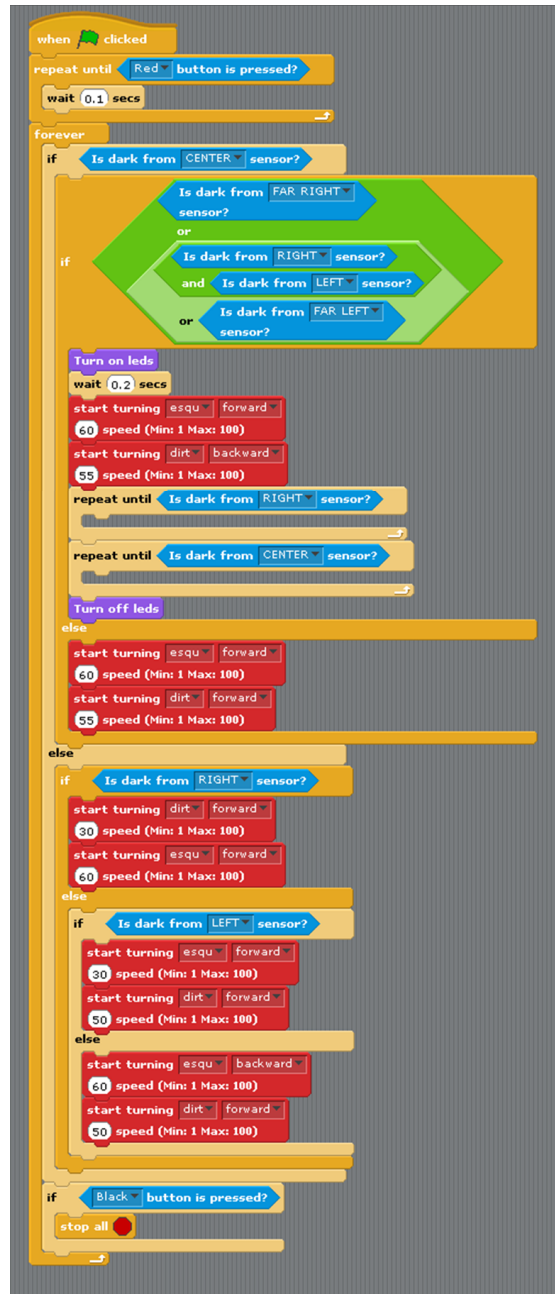 when clicked
repeat until Red button is pressed?
wait 0.1 secs
forever
if Is dark from CENTER sensor?
if
Is dark from FAR RIGHT
sensor?
or
Is dark from RIGHT sensor?
and Is dark from LEFT sensor?
or
Is dark from FAR LEFT
sensor?
Turn on leds
wait 0.2 secs
start turning esqu forward
60 speed (Min: 1 Max: 100)
start turning dirt backward
55 speed (Min: 1 Max: 100)
repeat until Is dark from RIGHT sensor?
repeat until Is dark from CENTER sensor?
Turn off leds
else
start turning esqu forward
60 speed (Min: 1 Max: 100)
start turning dirt forward
55 speed (Min: 1 Max: 100)
else
if Is dark from RIGHT sensor?
start turning dirt forward
30 speed (Min: 1 Max: 100)
start turning esqu forward
60 speed (Min: 1 Max: 100)
else
if Is dark from LEFT sensor?
start turning esqu forward
30 speed (Min: 1 Max: 100)
start turning dirt forward
50 speed (Min: 1 Max: 100)
else
start turning esqu backward
60 speed (Min: 1 Max: 100)
start turning dirt forward
50 speed (Min: 1 Max: 100)
if Black button is pressed?
stop all